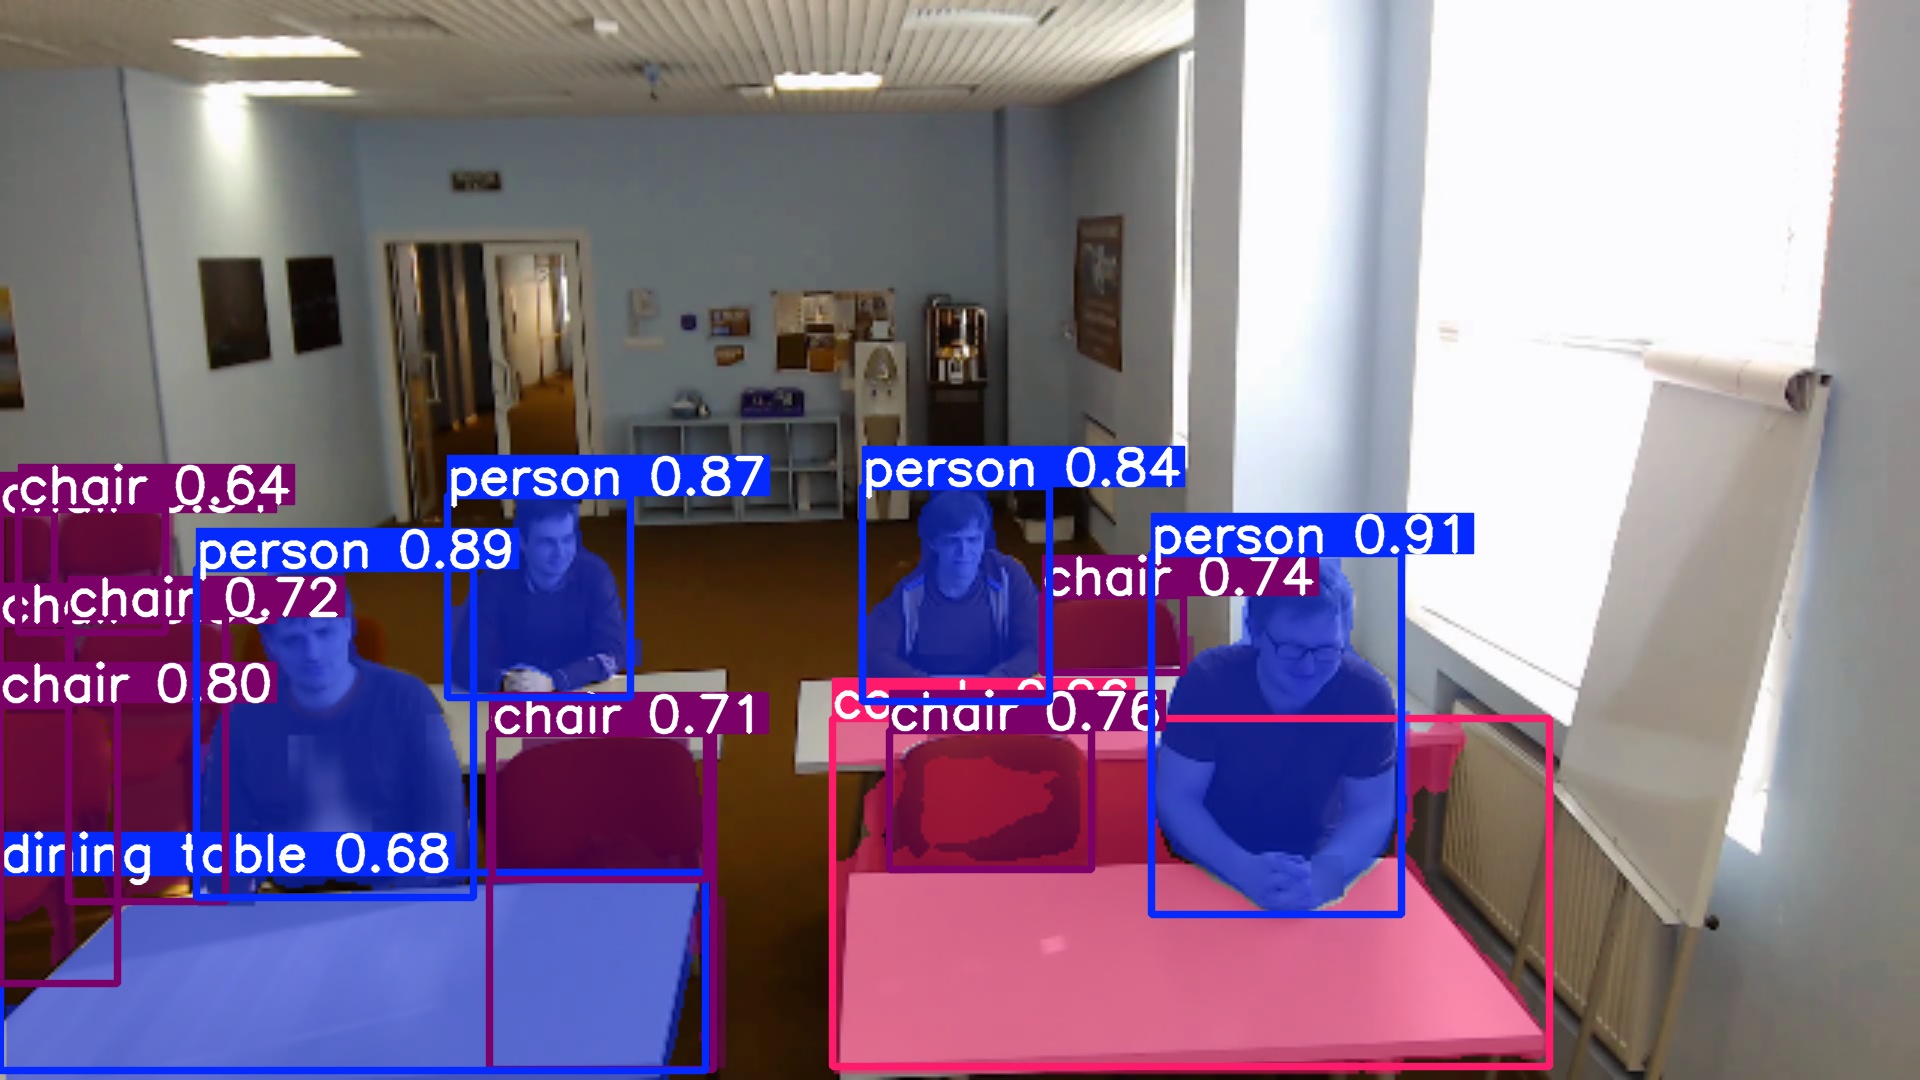 person 0.84
person 0.87
chair 0.64
person 0.91
person 0.89
chair 0.74
chair 0.72
chair 0.80
chair 0.76
chair 0.71
dining table 0.68